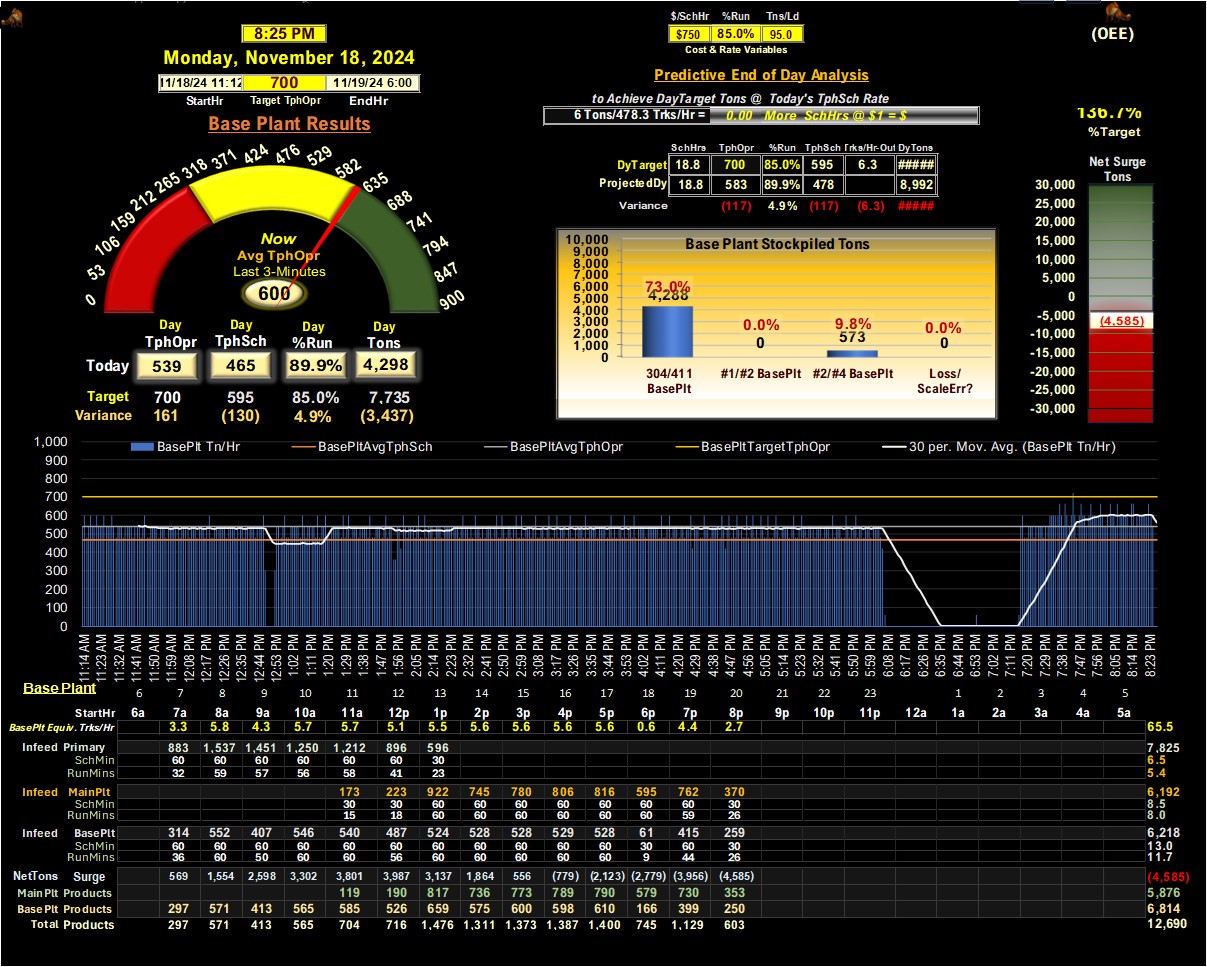 8:25 PM
Monday, November 18, 2024
11/18/24 11:12 700 11/19/24 6:00
StartHr Target TphOpr EndHr
Base Plant Results
0 53 106 159 212 265 318 371 424 476 529 582 635 688 741 794 847 900
Now
Avg TphOpr
Last 3-Minutes
600
Day Day Day Day
TphOpr TphSch %Run Tons
Today 539 465 89.9% 4,298
Target 700 595 85.0% 7,735
Variance 161 (130) 4.9% (3,437)
$/SchHr %Run Tns/Ld
$750 85.0% 95.0
Cost & Rate Variables
Predictive End of Day Analysis
to Achieve DayTarget Tons @ Today's TphSch Rate
6 Tons/478.3 Trks/Hr = 0.00 More SchHrs @ $1 = $
SchHrs TphOpr %Run TphSch Trks/Hr-Out DyTons
DyTarget 18.8 700 85.0% 595 6.3 #####
ProjectedDy 18.8 583 89.9% 478 8,992
Variance (117) 4.9% (117) (6.3) #####
Base Plant Stockpiled Tons
10,000
9,000
8,000
7,000
6,000
5,000
4,000
3,000
2,000
1,000
0
73.0% 0.0% 9.8% 0.0%
4,288 0 573 0
304/411 BasePlt
#1/#2 BasePlt
#2/#4 BasePlt
Loss/ ScaleErr?
(OEE)
136.7%
%Target
Net Surge
Tons
30,000
25,000
20,000
15,000
10,000
5,000
0
-5,000
(4,585)
-10,000
-15,000
-20,000
-25,000
-30,000
BasePlt Tn/Hr BasePltAvgTphSch BasePltAvgTphOpr BasePltTargetTphOpr 30 per. Mov. Avg. (BasePlt Tn/Hr)
1,000
900
800
700
600
500
400
300
200
100
0
11:14 AM 11:23 AM 11:32 AM 11:41 AM 11:50 AM 11:59 AM 12:08 PM 12:17 PM 12:26 PM 12:35 PM 12:44 PM 12:53 PM 1:02 PM 1:11 PM 1:20 PM 1:29 PM 1:38 PM 1:47 PM 1:56 PM 2:05 PM 2:14 PM 2:23 PM 2:32 PM 2:41 PM 2:50 PM 2:59 PM 3:08 PM 3:17 PM 3:26 PM 3:35 PM 3:44 PM 3:53 PM 4:02 PM 4:11 PM 4:20 PM 4:29 PM 4:38 PM 4:47 PM 4:56 PM 5:05 PM 5:14 PM 5:23 PM 5:32 PM 5:41 PM 5:50 PM 5:59 PM 6:08 PM 6:17 PM 6:26 PM 6:35 PM 6:44 PM 6:53 PM 7:02 PM 7:11 PM 7:20 PM 7:29 PM 7:38 PM 7:47 PM 7:56 PM 8:05 PM 8:14 PM 8:23 PM
Base Plant 6 7 8 9 10 11 12 13 14 15 16 17 18 19 20 21 22 23 1 2 3 4 5
StartHr 6a 7a 8a 9a 10a 11a 12p 1p 2p 3p 4p 5p 6p 7p 8p 9p 10p 11p 12a 1a 2a 3a 4a 5a
BasePlt Equiv. Trks/Hr 3.3 5.8 4.3 5.7 5.7 5.1 5.5 5.6 5.6 5.6 5.6 0.6 4.4 2.7 65.5
Infeed Primary 883 1,537 1,451 1,250 1,212 896 596 7,825
SchMin 60 60 60 60 60 60 30 6.5
RunMins 32 59 57 56 58 41 23 5.4
Infeed MainPlt 173 223 922 745 780 806 816 595 762 370 6,192
SchMin 30 30 60 60 60 60 60 60 60 30 8.5
RunMins 15 18 60 60 60 60 60 60 59 26 8.0
Infeed BasePlt 314 552 407 546 540 487 524 528 528 529 528 61 415 259 6,218
SchMin 60 60 60 60 60 60 60 60 60 60 60 30 60 30 13.0
RunMins 36 60 50 60 60 56 60 60 60 60 60 9 44 26 11.7
NetTons Surge 569 1,554 2,598 3,302 3,801 3,987 3,137 1,864 556 (779) (2,123) (2,779) (3,956) (4,585) (4,585)
MainPlt Products 119 190 817 736 773 789 790 579 730 353 5,876
BasePlt Products 297 571 413 565 585 526 659 575 600 598 610 166 399 250 6,814
Total Products 297 571 413 565 704 716 1,476 1,311 1,373 1,387 1,400 745 1,129 603 12,690